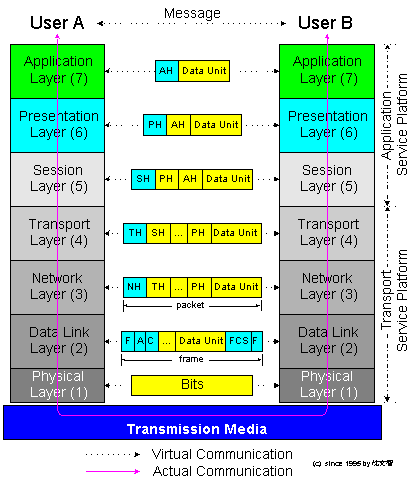 User A
Message
User B
Application
Layer (7)
AH Data Unit
Application
Layer (7)
Presentation
Layer (6)
PH AH Data Unit
Presentation
Layer (6)
Session
Layer (5)
SH PH AH Data Unit
Session
Layer (5)
Application
Service Platform
Transport
Layer (4)
TH SH ... PH Data Unit
Transport
Layer (4)
Network
Layer (3)
NH TH ... PH Data Unit
packet
Network
Layer (3)
Data Link
Layer (2)
F A C ... Data Unit FCS F
frame
Data Link
Layer (2)
Physical
Layer (1)
Bits
Physical
Layer (1)
Transport
Service Platform
Transmission Media
Virtual Communication
Actual Communication
(c) since 1995 by